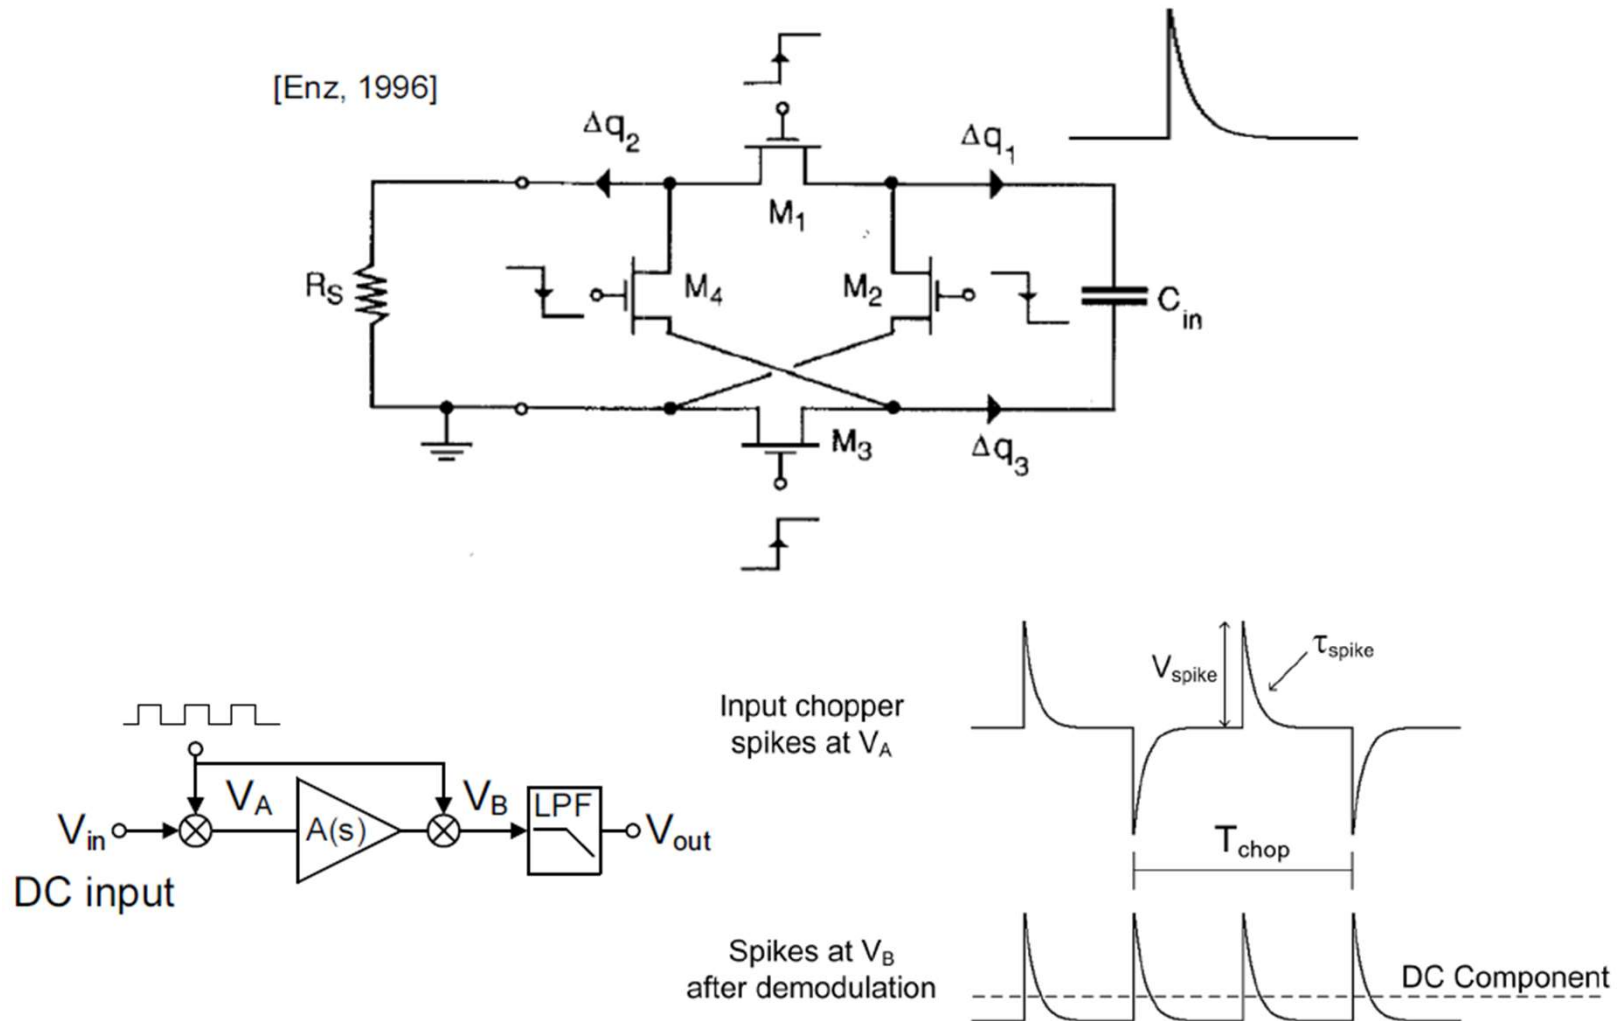 [Enz, 1996]
Δq2
Δq1
M1
RS
M4
M2
Cin
M3
Δq3
Vspike
τspike
Input chopper
spikes at VA
Tchop
VA
VB
LPF
Vin
A(s)
Vout
DC input
Spikes at VB
after demodulation
DC Component